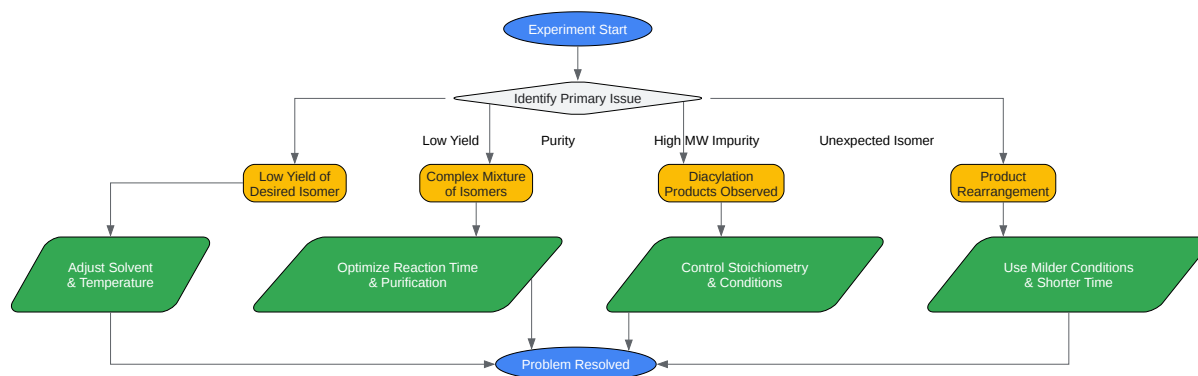 Experiment Start
Identify Primary Issue
Low Yield
Purity
High MW Impurity
Unexpected Isomer
Low Yield of
Desired Isomer
Complex Mixture
of Isomers
Diacylation
Products Observed
Product
Rearrangement
Adjust Solvent
& Temperature
Optimize Reaction Time
& Purification
Control Stoichiometry
& Conditions
Use Milder Conditions
& Shorter Time
Problem Resolved